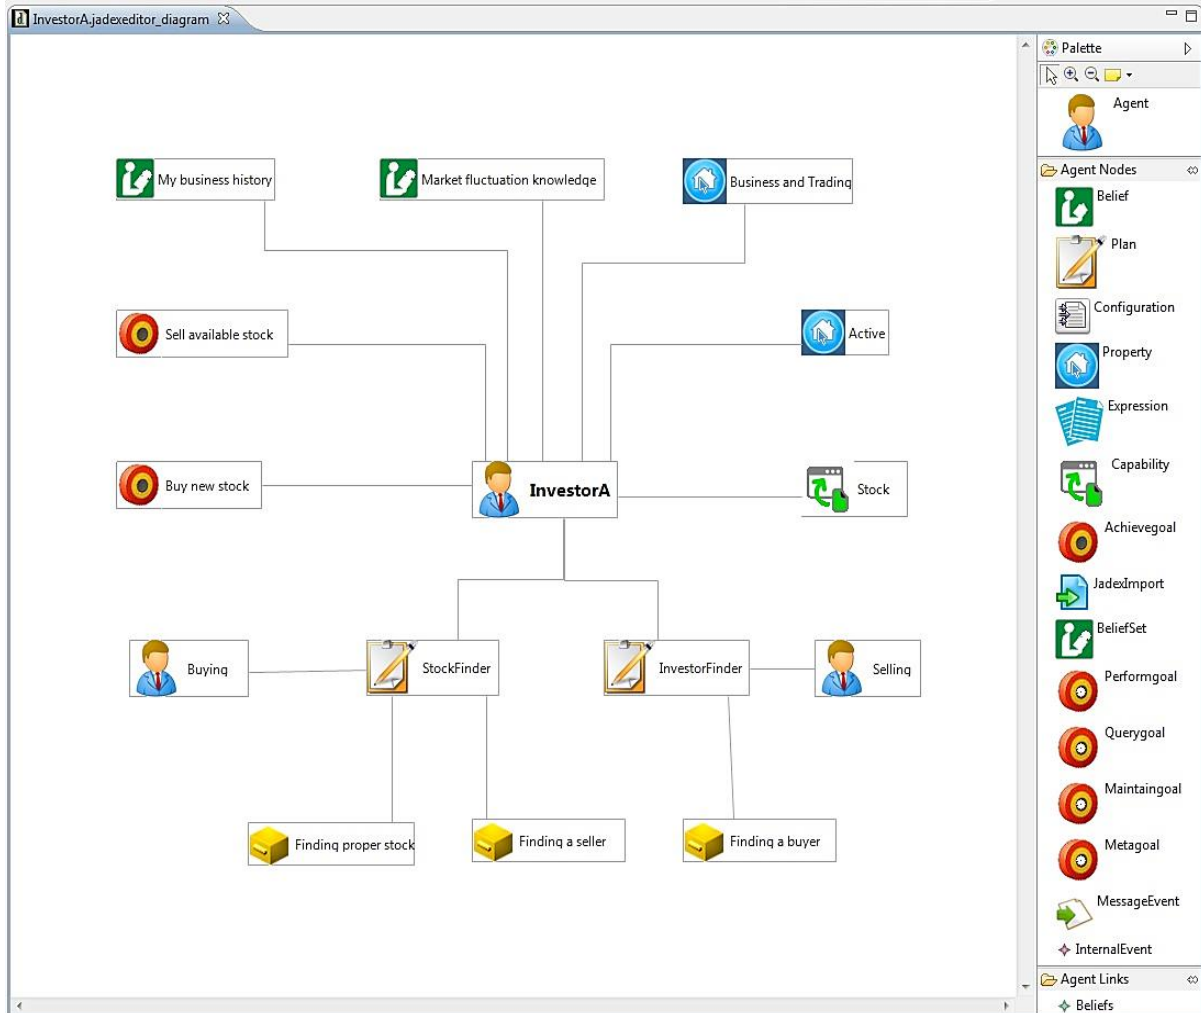 InvestorA.jadexeditor_diagram
My business history
Market fluctuation knowledge
Business and Trading
Sell available stock
Active
Buy new stock
InvestorA
Stock
Buying
StockFinder
InvestorFinder
Selling
Finding proper stock
Finding a seller
Finding a buyer
Palette
Agent
Agent Nodes
Belief
Plan
Configuration
Property
Expression
Capability
Achievegoal
JadexImport
BeliefSet
Performgoal
Querygoal
Maintaingoal
Metagoal
MessageEvent
InternalEvent
Agent Links
Beliefs